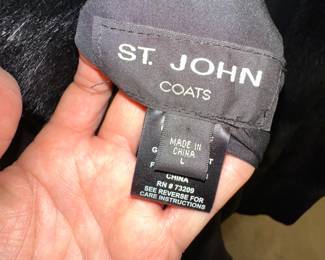 ST. JOHN
COATS
MADE IN
CHINA
L
CHINA
RN # 73209
SEE REVERSE FOR
CARE INSTRUCTIONS